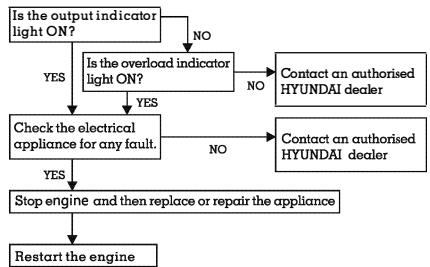 Is the output indicator
light ON?
NO
Is the overload indicator
light ON?
YES
NO
Contact an authorised
HYUNDAI dealer
YES
Check the electrical
appliance for any fault.
NO
Contact an authorised
HYUNDAI dealer
YES
Stop engine and then replace or repair the appliance
Restart the engine